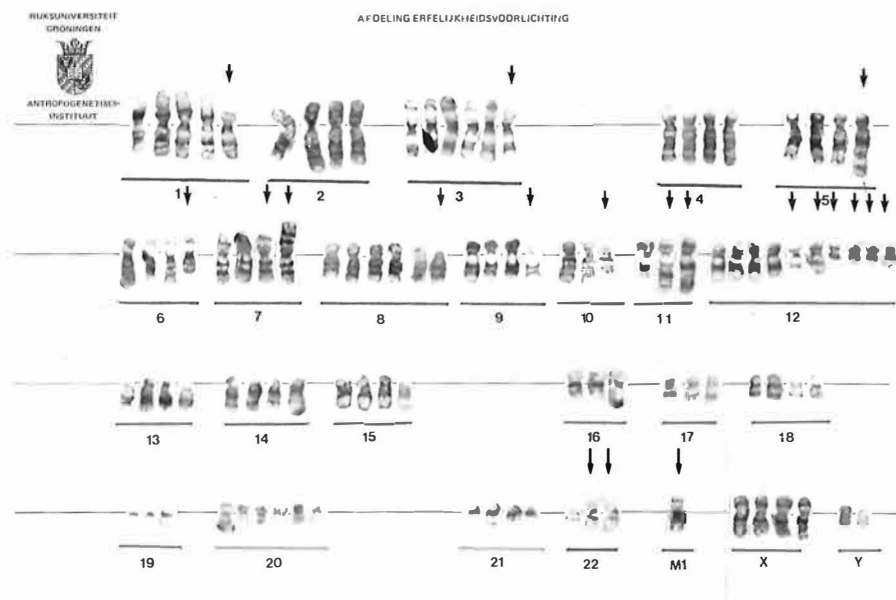 RIJKSUNIVERSITEIT
GRONINGEN
AFDELING ERFELIJKHEIDSVOORLICHTING
ANTROPOGENETISCH
INSTITUUT
1 2 3 4 5
6 7 8 9 10 11 12
13 14 15 16 17 18
19 20 21 22 M1 X Y